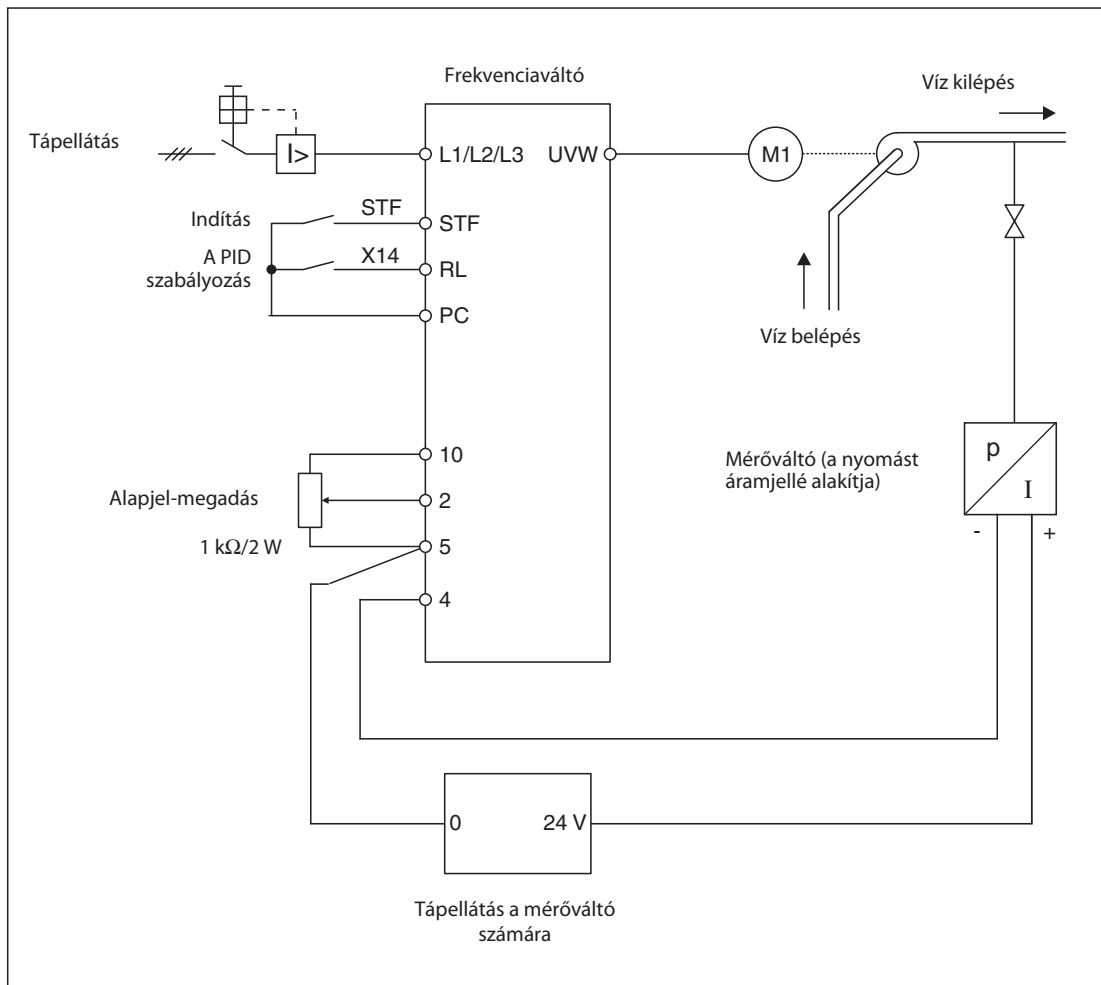 Frekvenciaváltó
Víz kilépés
Tápellátás
I>
L1/L2/L3
UVW
M1
Indítás
STF
STF
A PID
szabályozás
X14
RL
PC
Víz belépés
10
Alapjel-megadás
2
1 kΩ/2 W
5
4
Mérőváltó (a nyomást
áramjellé alakítja)
p
I
-
+
0
24 V
Tápellátás a mérőváltó
számára